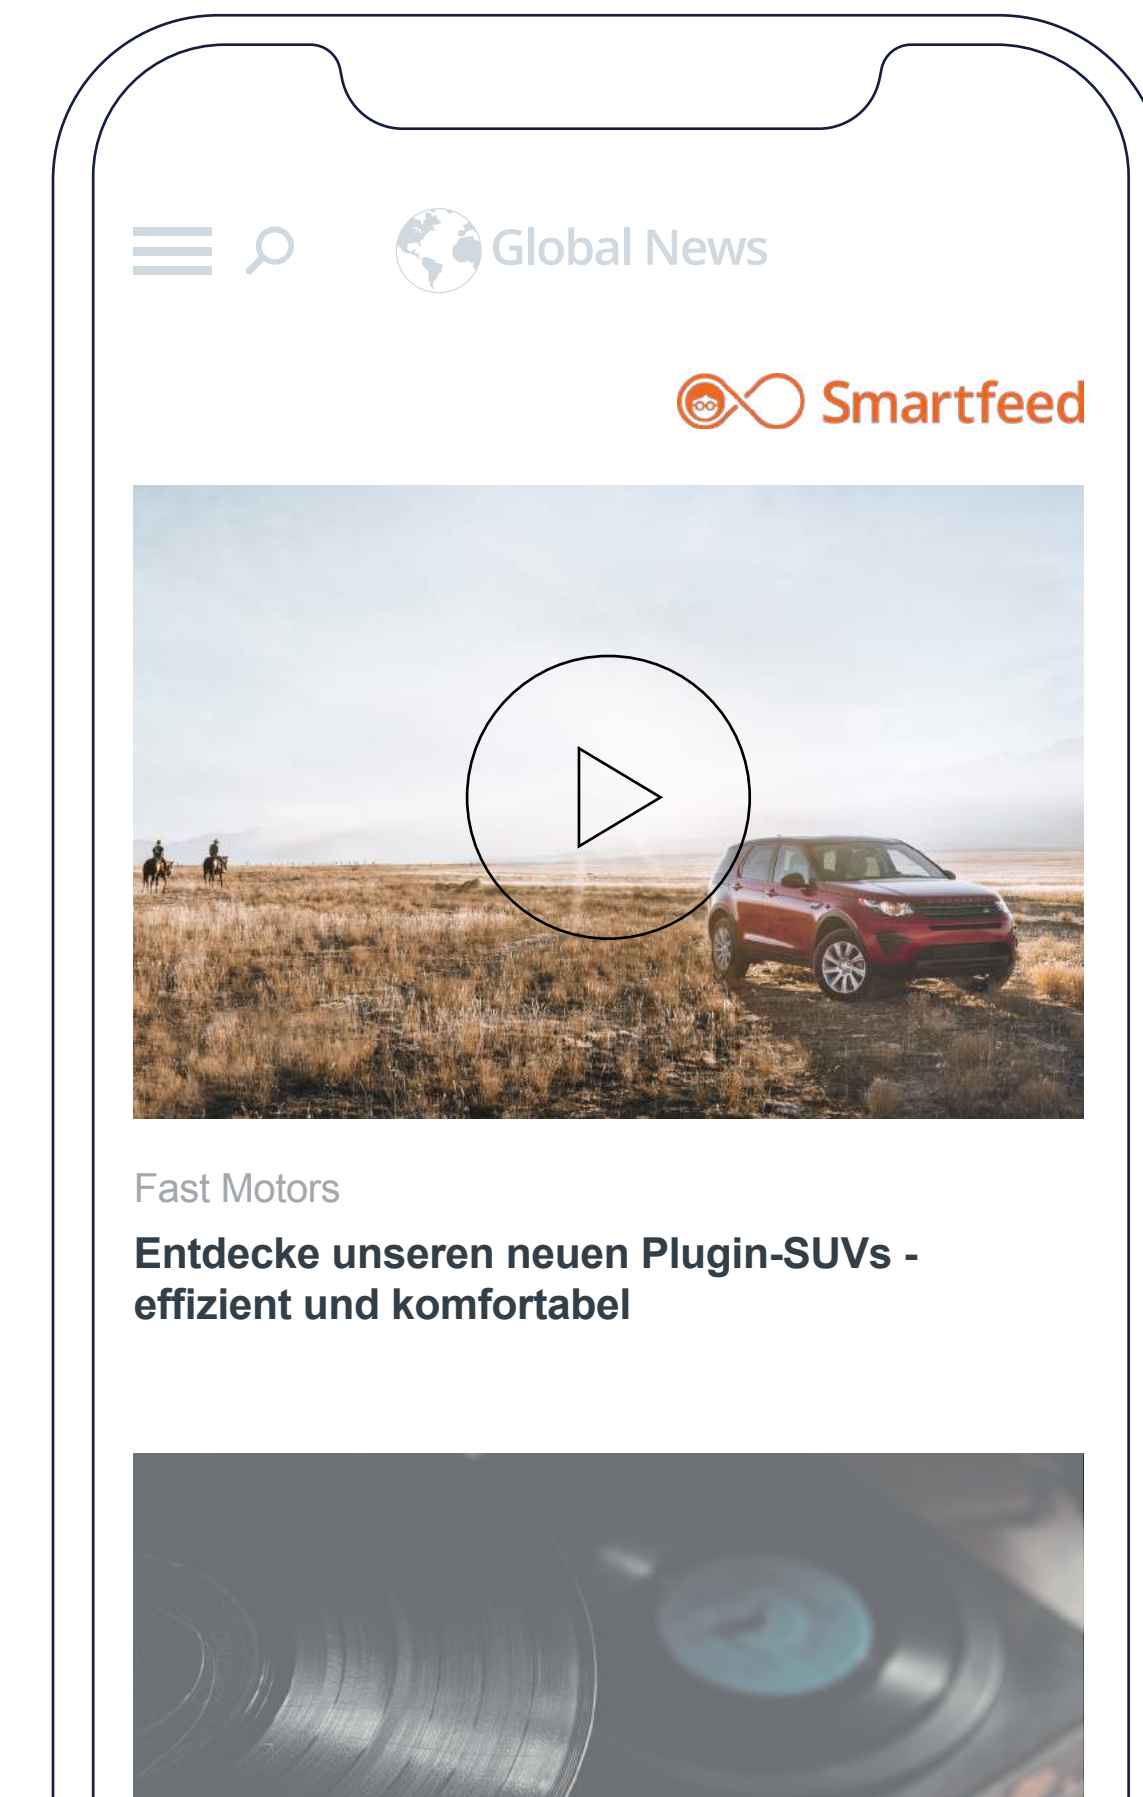 Global News
Smartfeed
Fast Motors
Entdecke unseren neuen Plugin-SUVs -
effizient und komfortabel